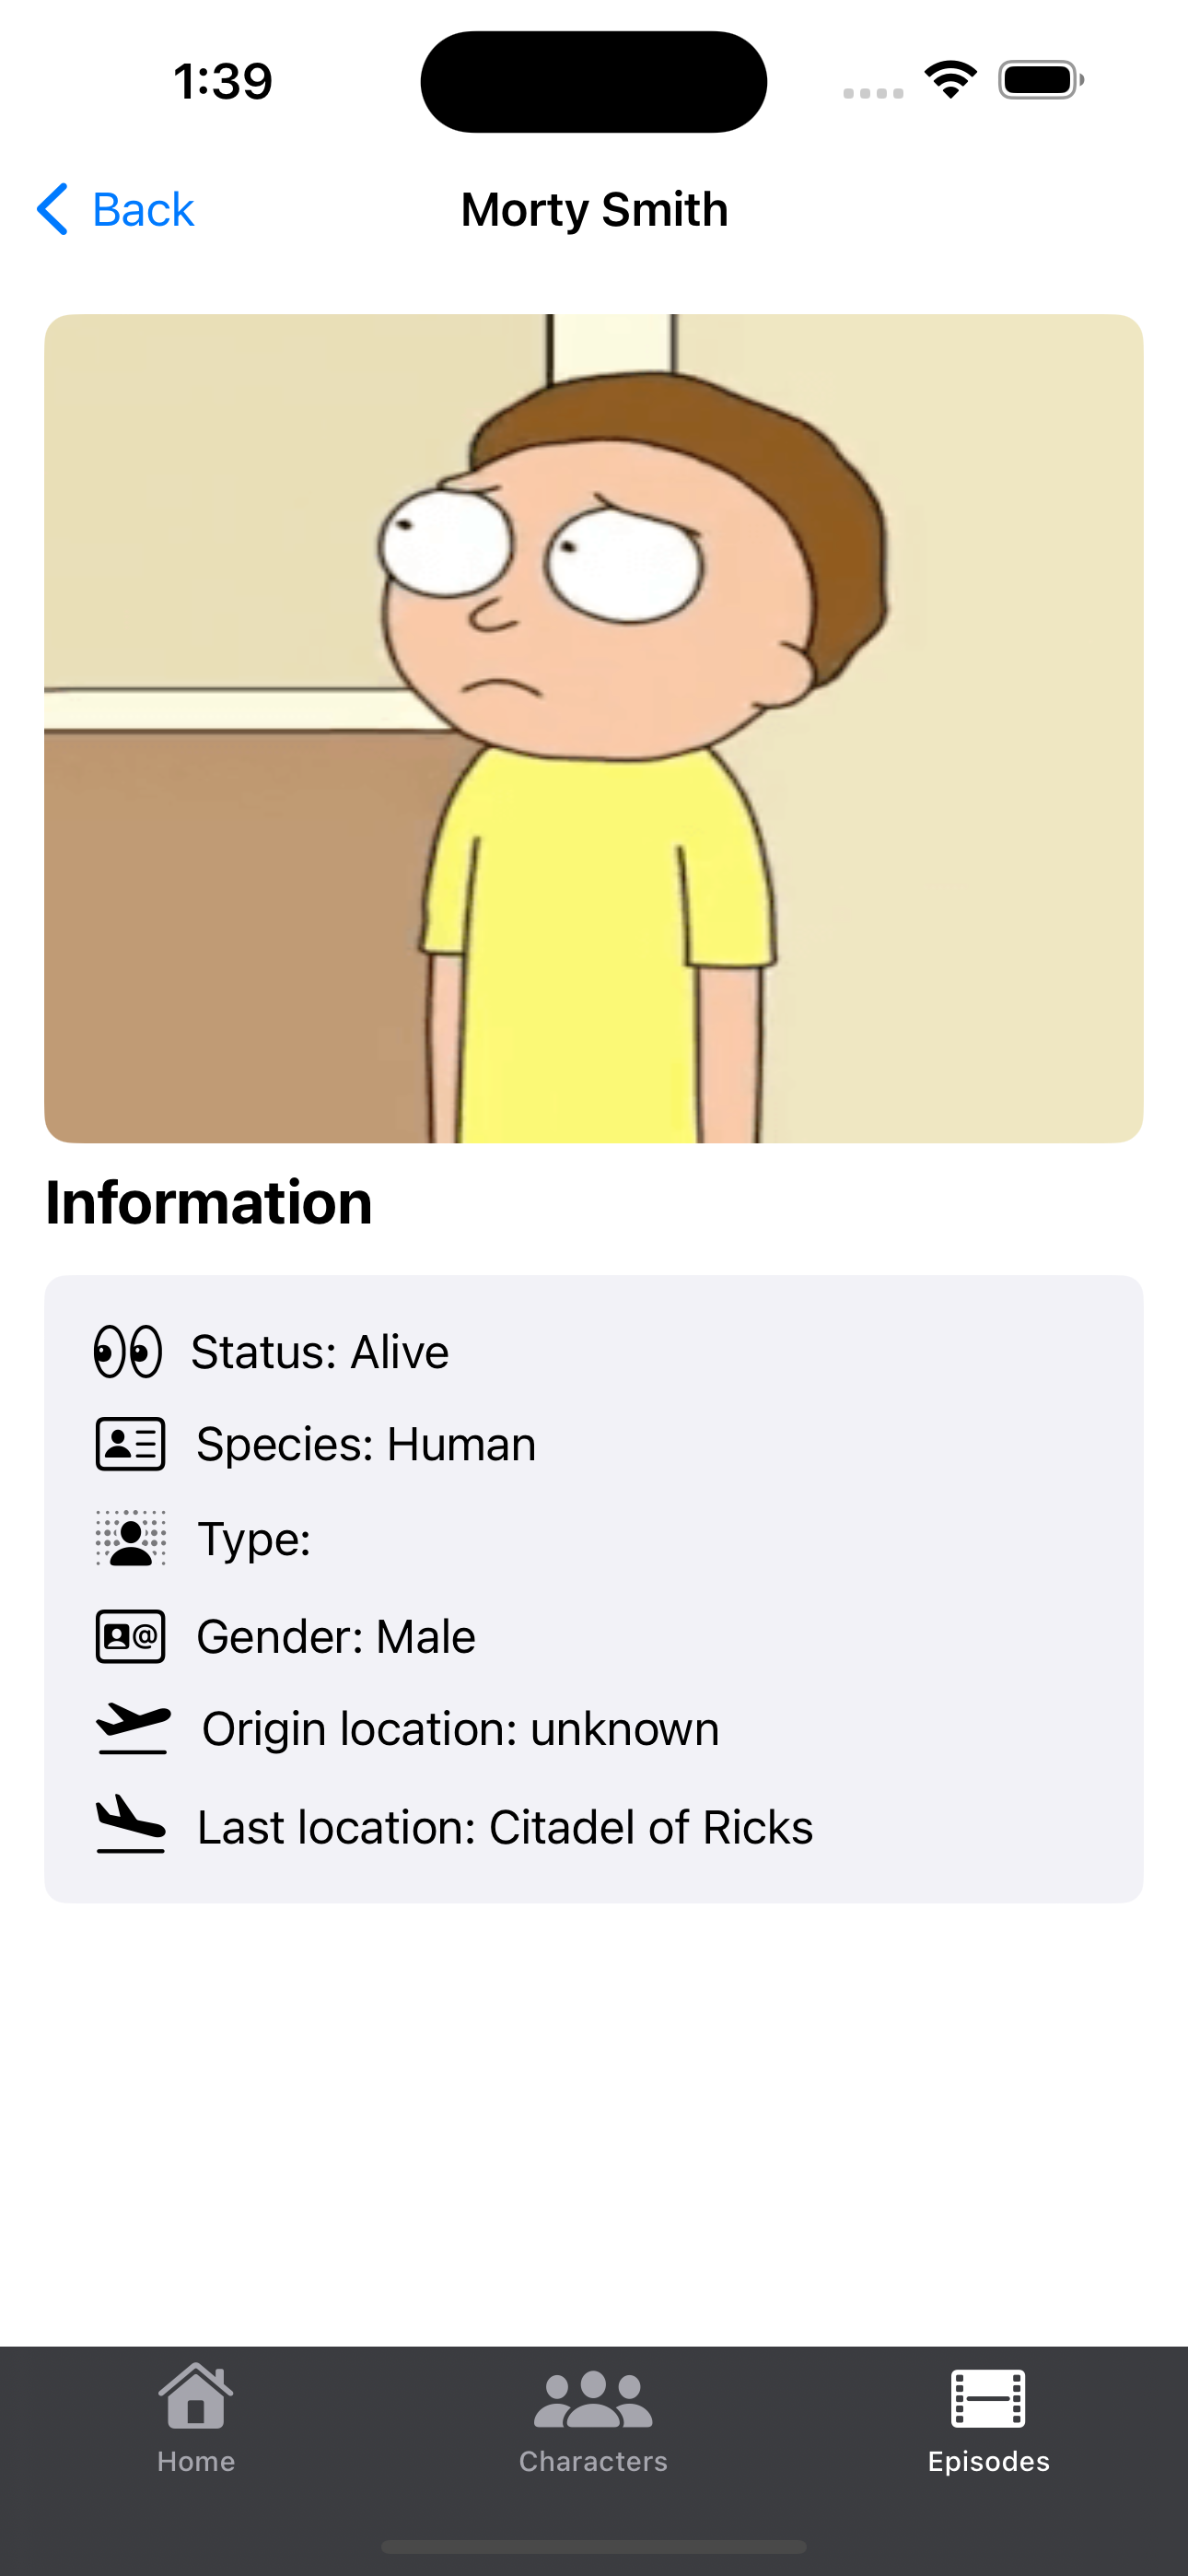 1:39
Back
Morty Smith
Information
Status: Alive
Species: Human
Type:
Gender: Male
Origin location: unknown
Last location: Citadel of Ricks
Home
Characters
Episodes